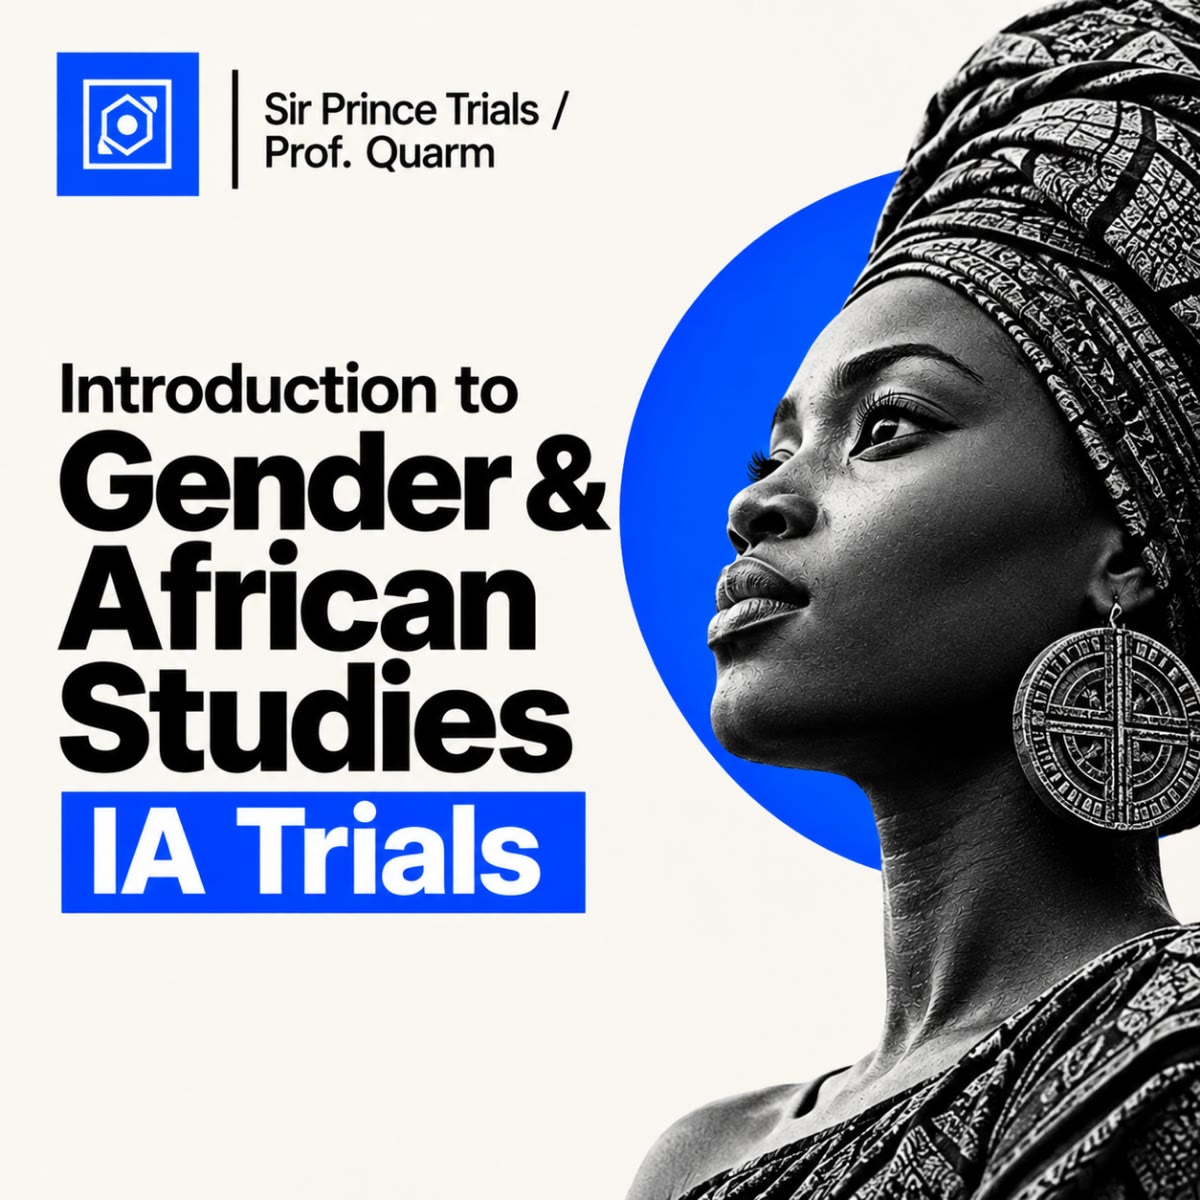 Sir Prince Trials /
Prof. Quarm
Introduction to
Gender &
African
Studies
IA Trials